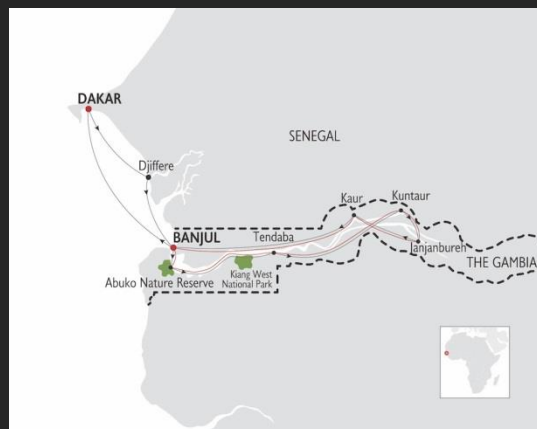 DAKAR
SENEGAL
Djiffere
Kaur
Kuntaur
BANJUL
Tendaba
Janjanbureh
THE GAMBIA
Kiang West
National Park
Abuko Nature Reserve